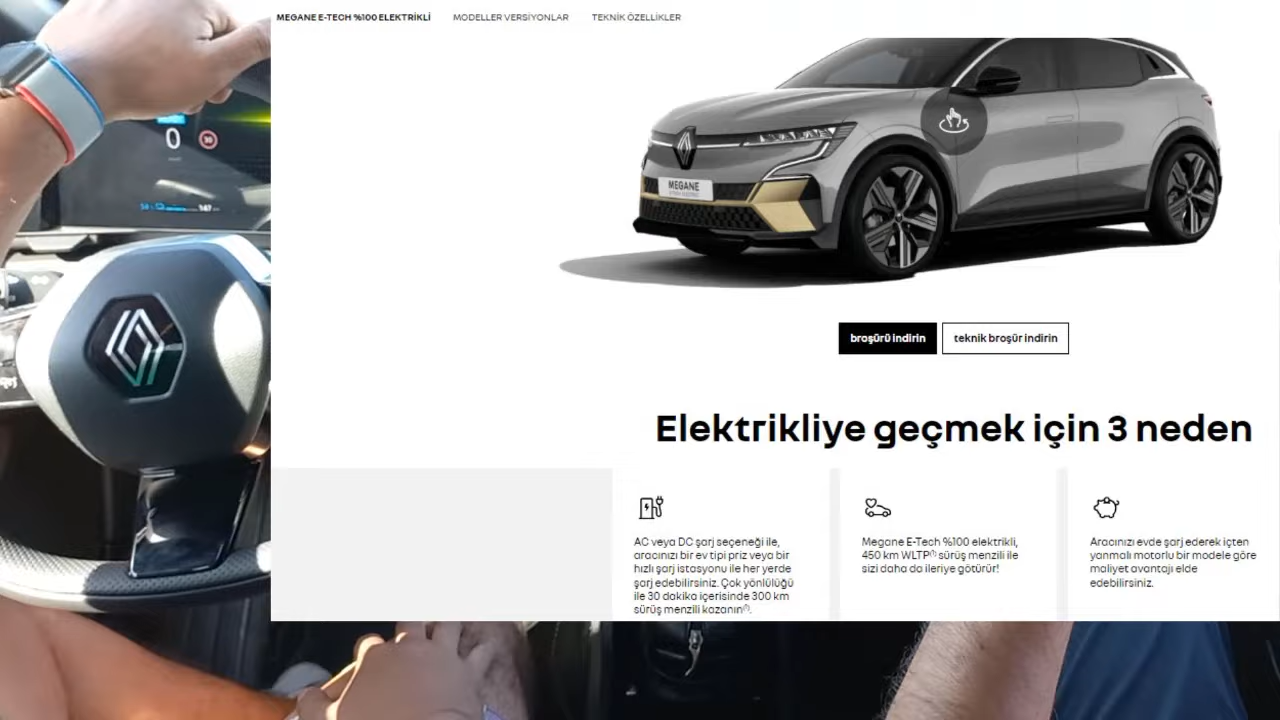 MEGANE E-TECH %100 ELEKTRİKLİ MODELLER VERSİYONLAR TEKNİK ÖZELLİKLER
0
30
MEGANE
broşürü indirin teknik broşür indirin
Elektrikliye geçmek için 3 neden
AC veya DC şarj seçeneği ile,
aracınızı bir ev tipi priz veya bir
hızlı şarj istasyonu ile her yerde
şarj edebilirsiniz. Çok yönlülüğü
ile 30 dakika içerisinde 300 km
sürüş menzili kazanın⁽¹⁾.
Megane E-Tech %100 elektrikli,
450 km WLTP⁽¹⁾ sürüş menzili ile
sizi daha da ileriye götürür!
Aracınızı evde şarj ederek içten
yanmalı motorlu bir modele göre
maliyet avantajı elde
edebilirsiniz.